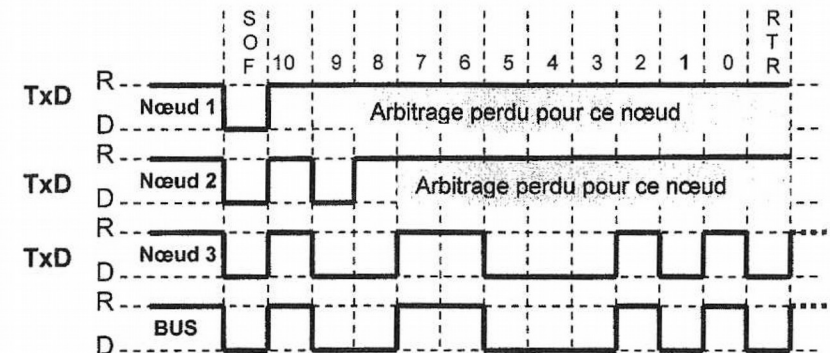 S O F 10 9 8 7 6 5 4 3 2 1 0 R T R
TxD R
Nœud 1 Arbitrage perdu pour ce nœud
D
TxD R
Nœud 2 Arbitrage perdu pour ce nœud
D
TxD R
Nœud 3
D
R
BUS
D